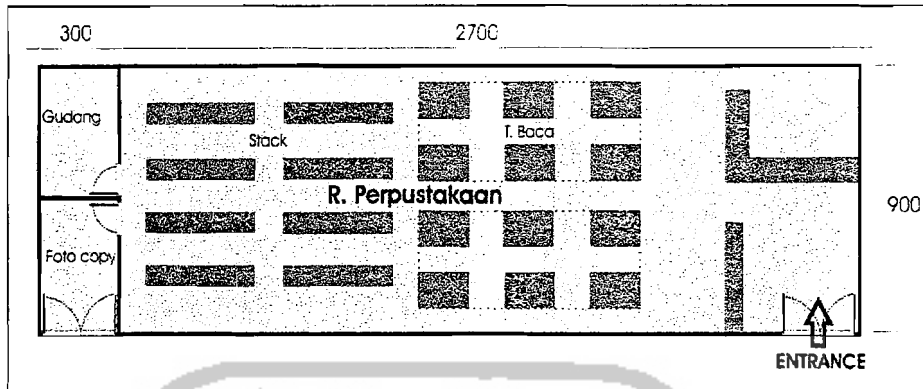 300
2700
Gudang
Stack
T. Baca
R. Perpustakaan
900
Foto copy
ENTRANCE